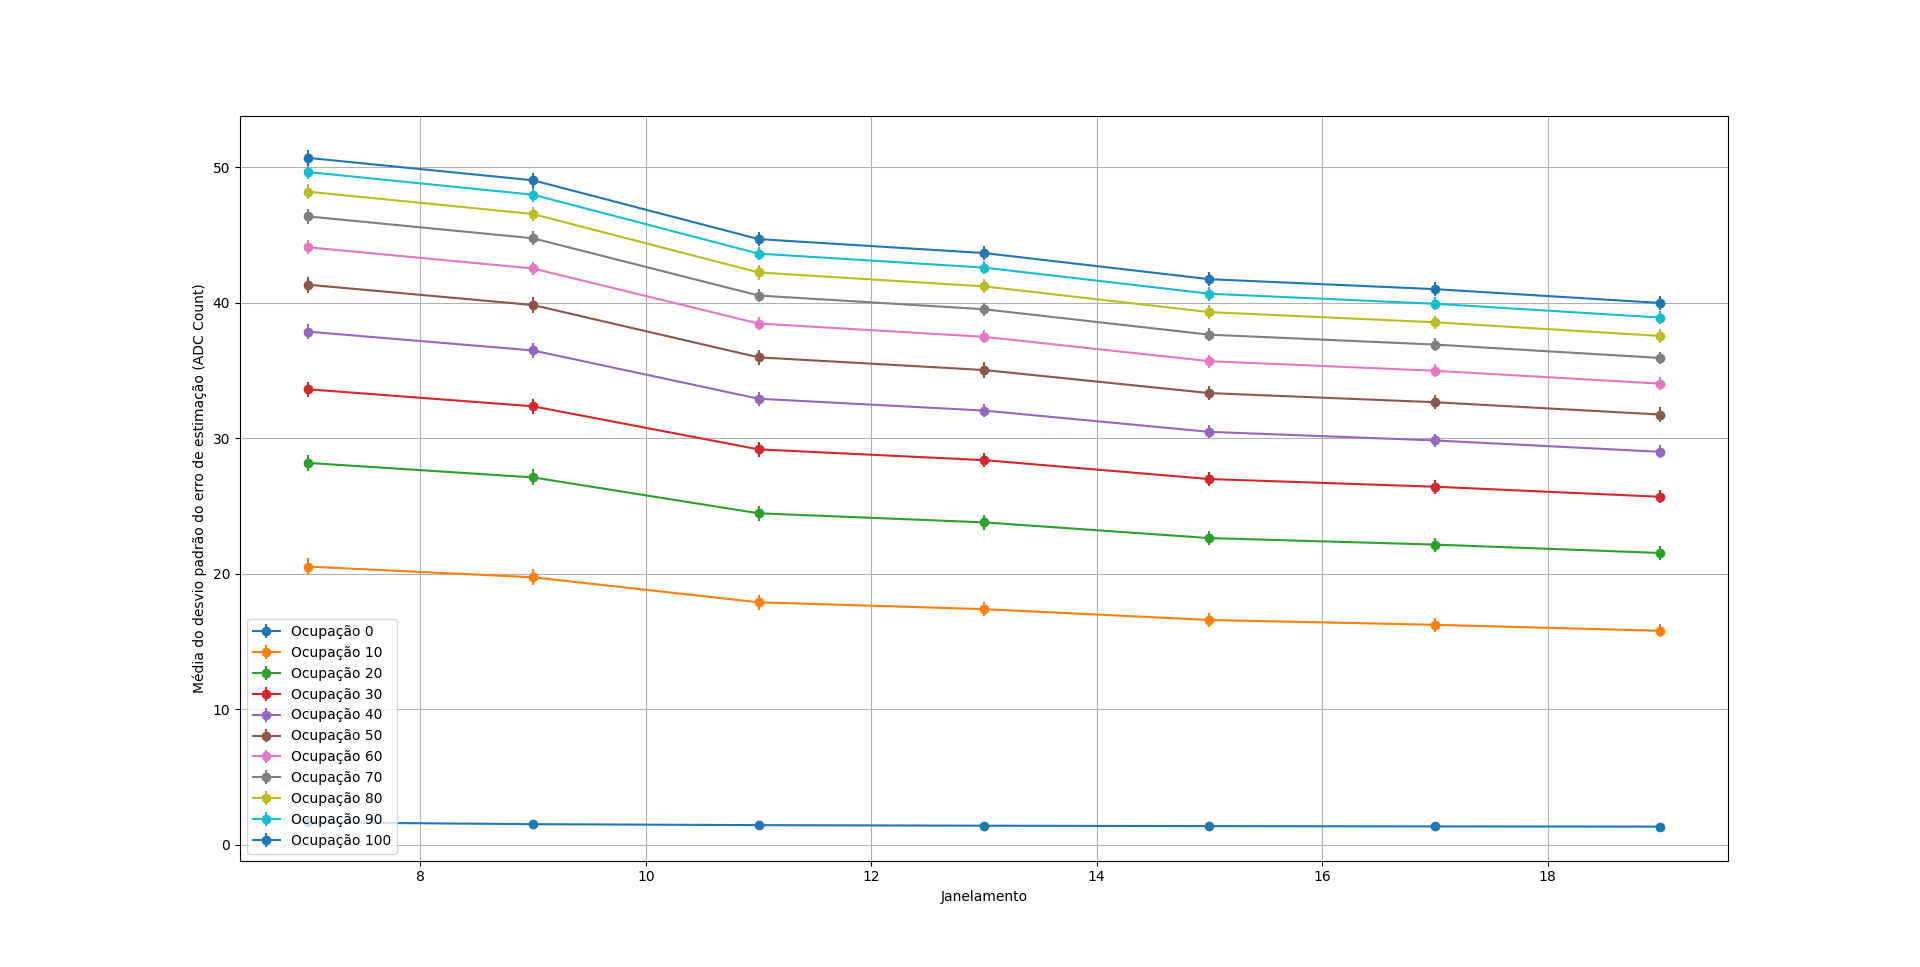 Média do desvio padrão do erro de estimação (ADC Count)
50
40
30
20
10
0
Ocupação 0
Ocupação 10
Ocupação 20
Ocupação 30
Ocupação 40
Ocupação 50
Ocupação 60
Ocupação 70
Ocupação 80
Ocupação 90
Ocupação 100
8 10 12 14 16 18
Janelamento